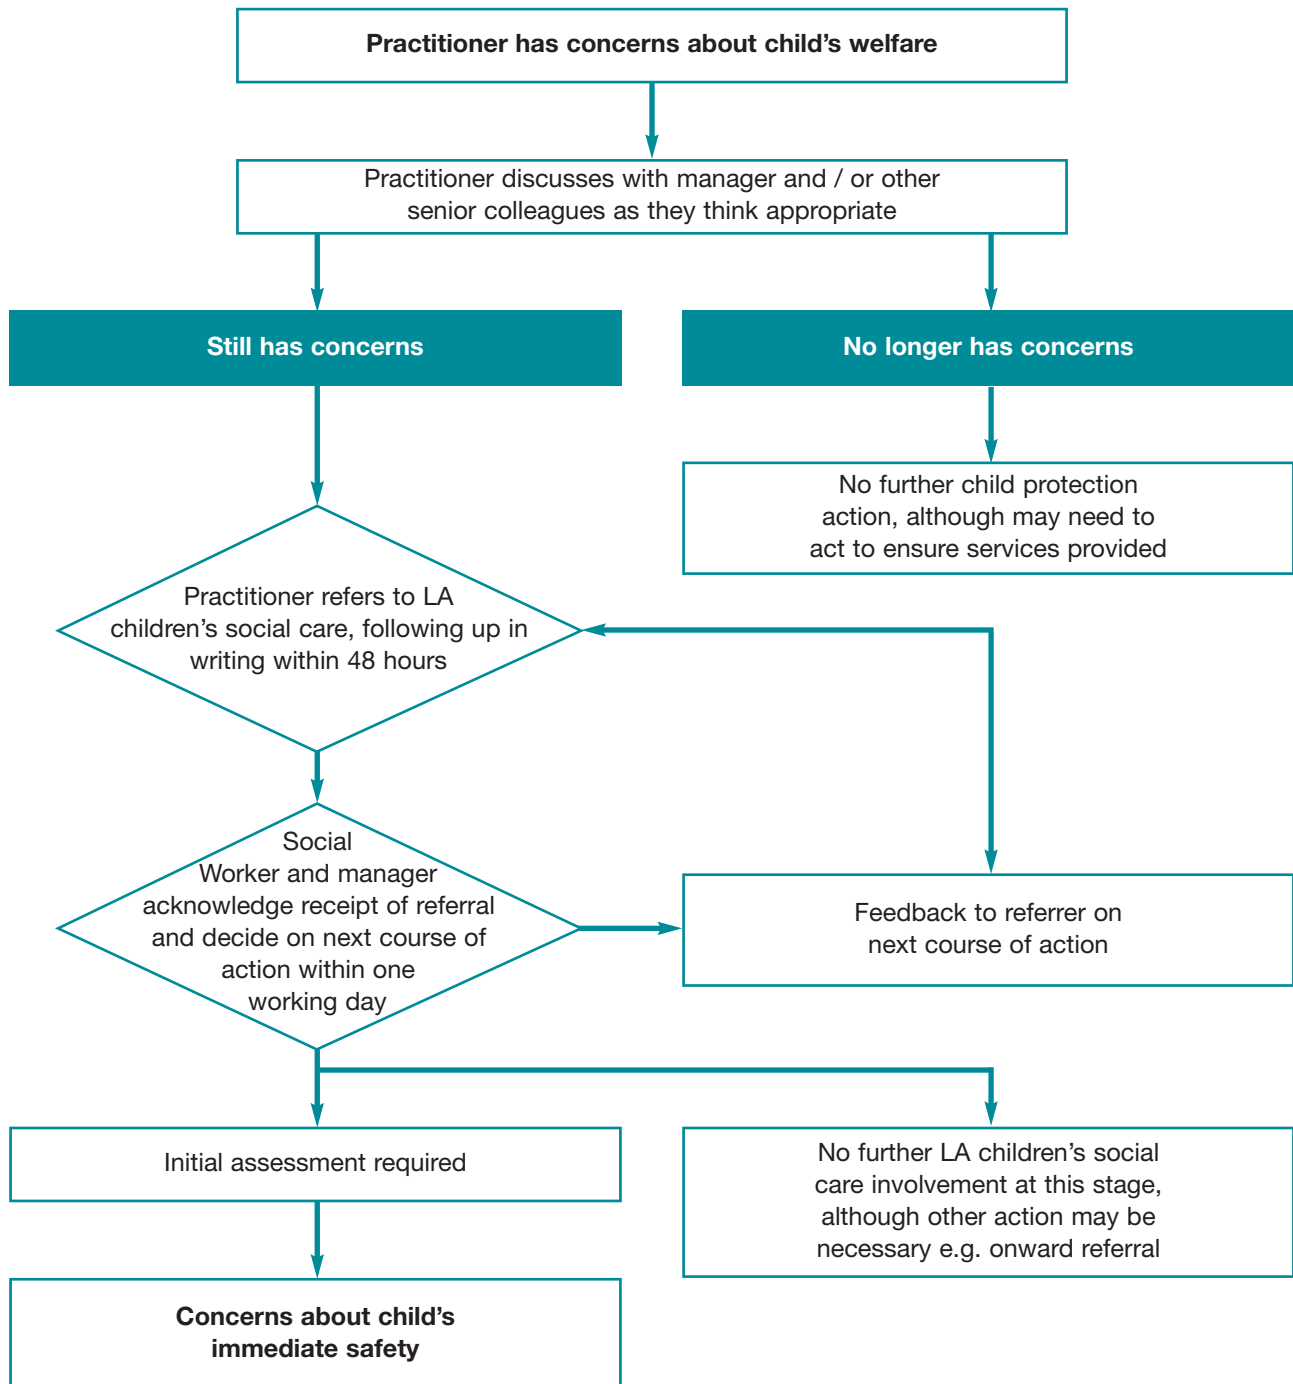 Practitioner has concerns about child’s welfare
Practitioner discusses with manager and / or other
senior colleagues as they think appropriate
Still has concerns
No longer has concerns
No further child protection
action, although may need to
act to ensure services provided
Practitioner refers to LA
children’s social care, following up in
writing within 48 hours
Social
Worker and manager
acknowledge receipt of referral
and decide on next course of
action within one
working day
Feedback to referrer on
next course of action
Initial assessment required
No further LA children’s social
care involvement at this stage,
although other action may be
necessary e.g. onward referral
Concerns about child’s
immediate safety